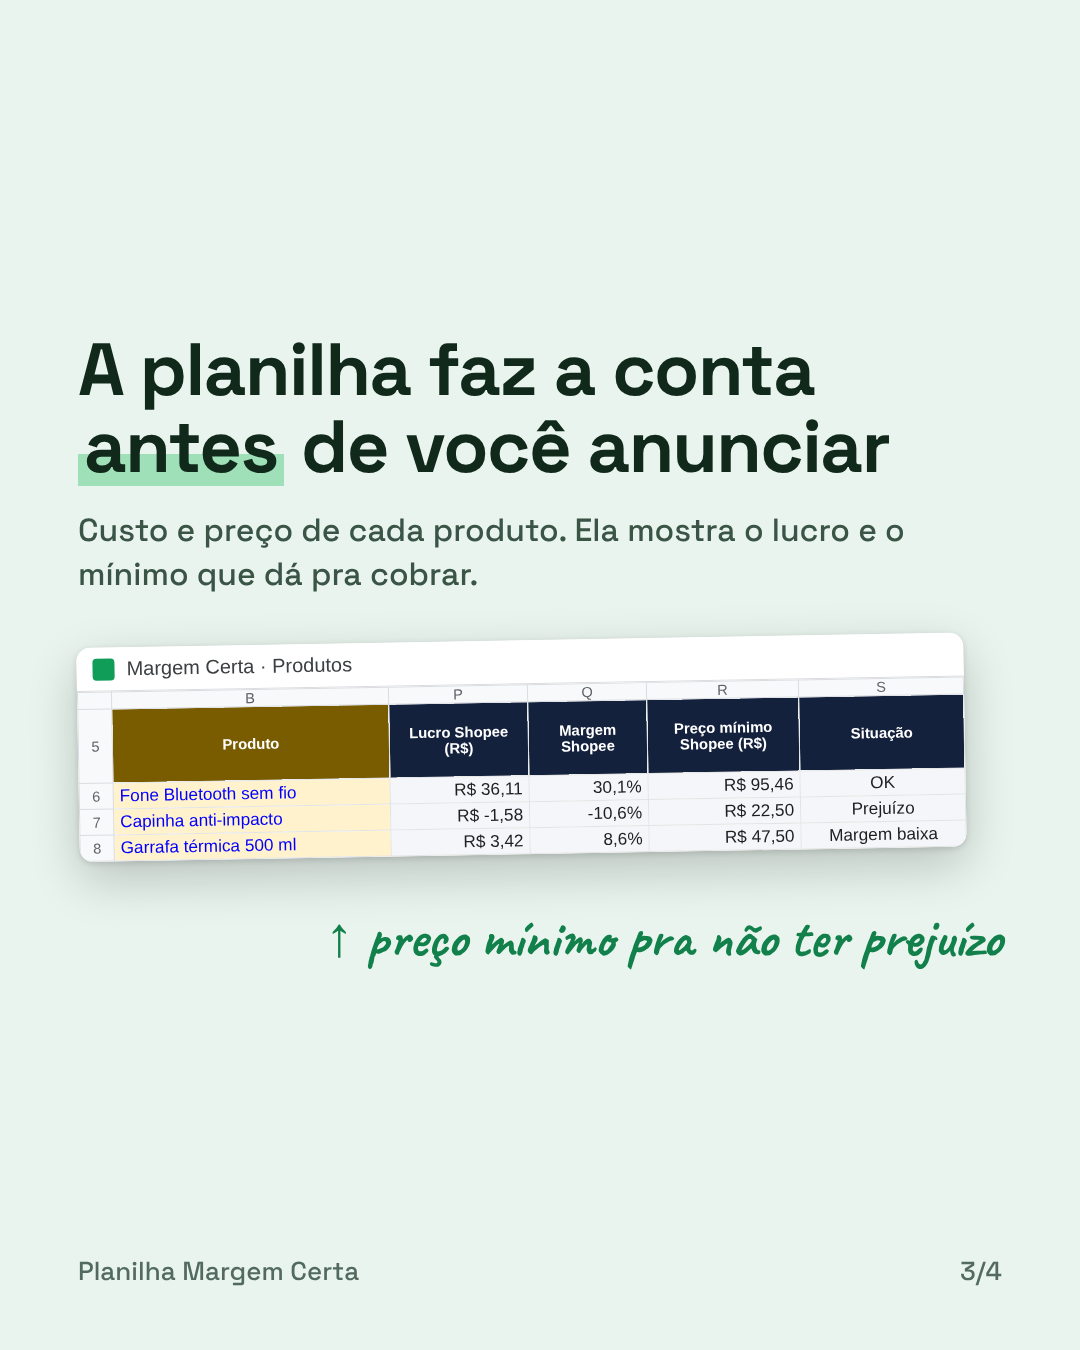 A planilha faz a conta
antes de você anunciar
Custo e preço de cada produto. Ela mostra o lucro e o
mínimo que dá pra cobrar.
Margem Certa · Produtos
B P Q R S
5 Produto Lucro Shopee (R$) Margem Shopee Preço mínimo Shopee (R$) Situação
6 Fone Bluetooth sem fio R$ 36,11 30,1% R$ 95,46 OK
7 Capinha anti-impacto R$ -1,58 -10,6% R$ 22,50 Prejuízo
8 Garrafa térmica 500 ml R$ 3,42 8,6% R$ 47,50 Margem baixa
↑ preço mínimo pra não ter prejuízo
Planilha Margem Certa 3/4